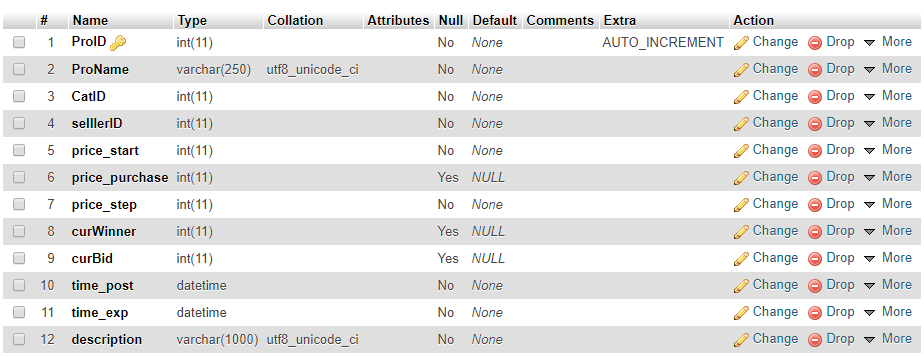 # Name Type Collation Attributes Null Default Comments Extra Action
1 ProID int(11) No None AUTO_INCREMENT Change Drop More
2 ProName varchar(250) utf8_unicode_ci No None Change Drop More
3 CatID int(11) No None Change Drop More
4 selllerID int(11) No None Change Drop More
5 price_start int(11) No None Change Drop More
6 price_purchase int(11) Yes NULL Change Drop More
7 price_step int(11) No None Change Drop More
8 curWinner int(11) Yes NULL Change Drop More
9 curBid int(11) Yes NULL Change Drop More
10 time_post datetime No None Change Drop More
11 time_exp datetime No None Change Drop More
12 description varchar(1000) utf8_unicode_ci No None Change Drop More